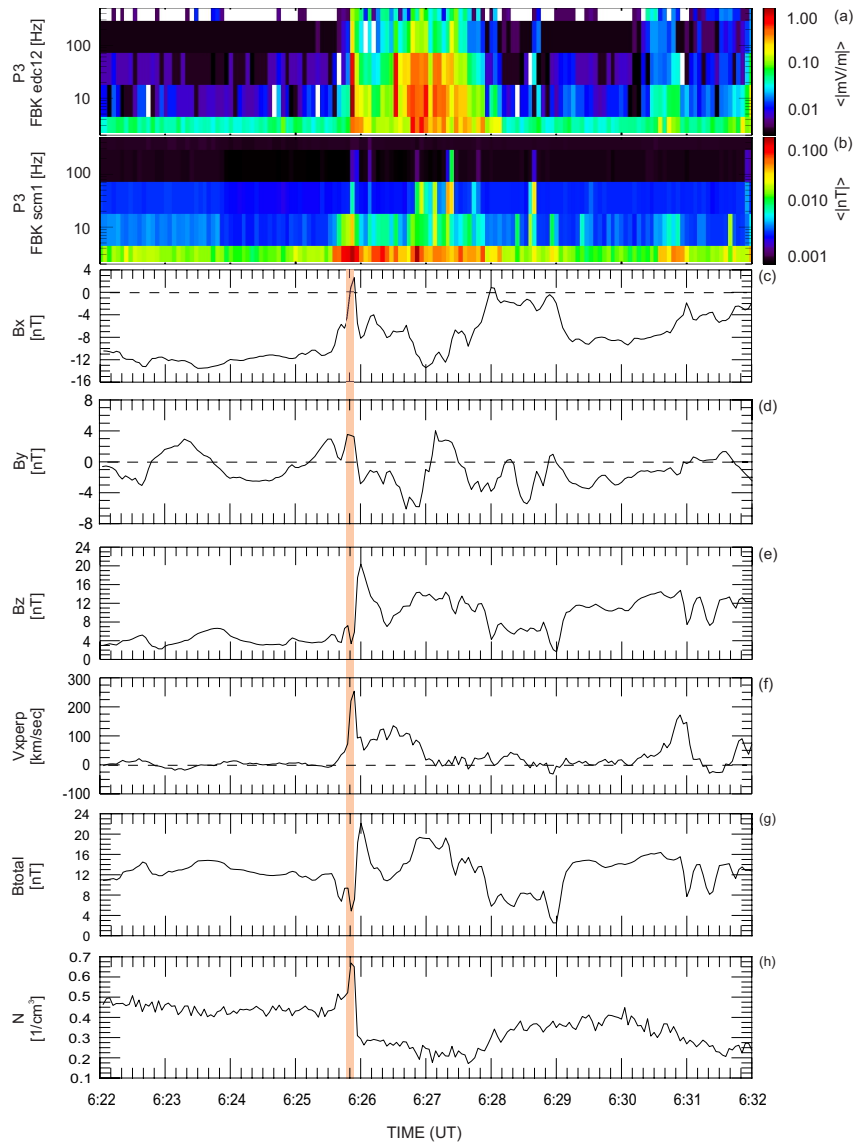 (a)
P3
FBK edc12 [Hz]
100
10
1.00
0.10
0.01
<|mV/m|>
(b)
P3
FBK scm1 [Hz]
100
10
0.100
0.010
0.001
<|nT|>
(c)
Bx
[nT]
4
0
-4
-8
-12
-16
(d)
By
[nT]
8
4
0
-4
-8
(e)
Bz
[nT]
24
20
16
12
8
4
0
(f)
Vxperp
[km/sec]
300
200
100
0
-100
(g)
Btotal
[nT]
24
20
16
12
8
4
0
(h)
N
[1/cm³]
0.7
0.6
0.5
0.4
0.3
0.2
0.1
6:22 6:23 6:24 6:25 6:26 6:27 6:28 6:29 6:30 6:31 6:32
TIME (UT)